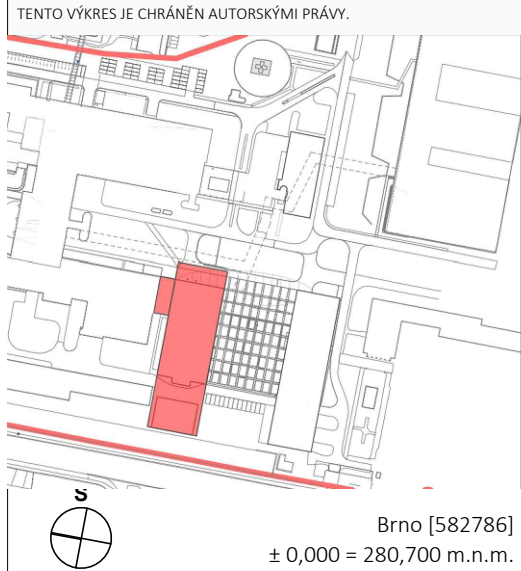 TENTO VÝKRES JE CHRÁNĚN AUTORSKÝMI PRÁVY.
S
Brno [582786]
± 0,000 = 280,700 m.n.m.